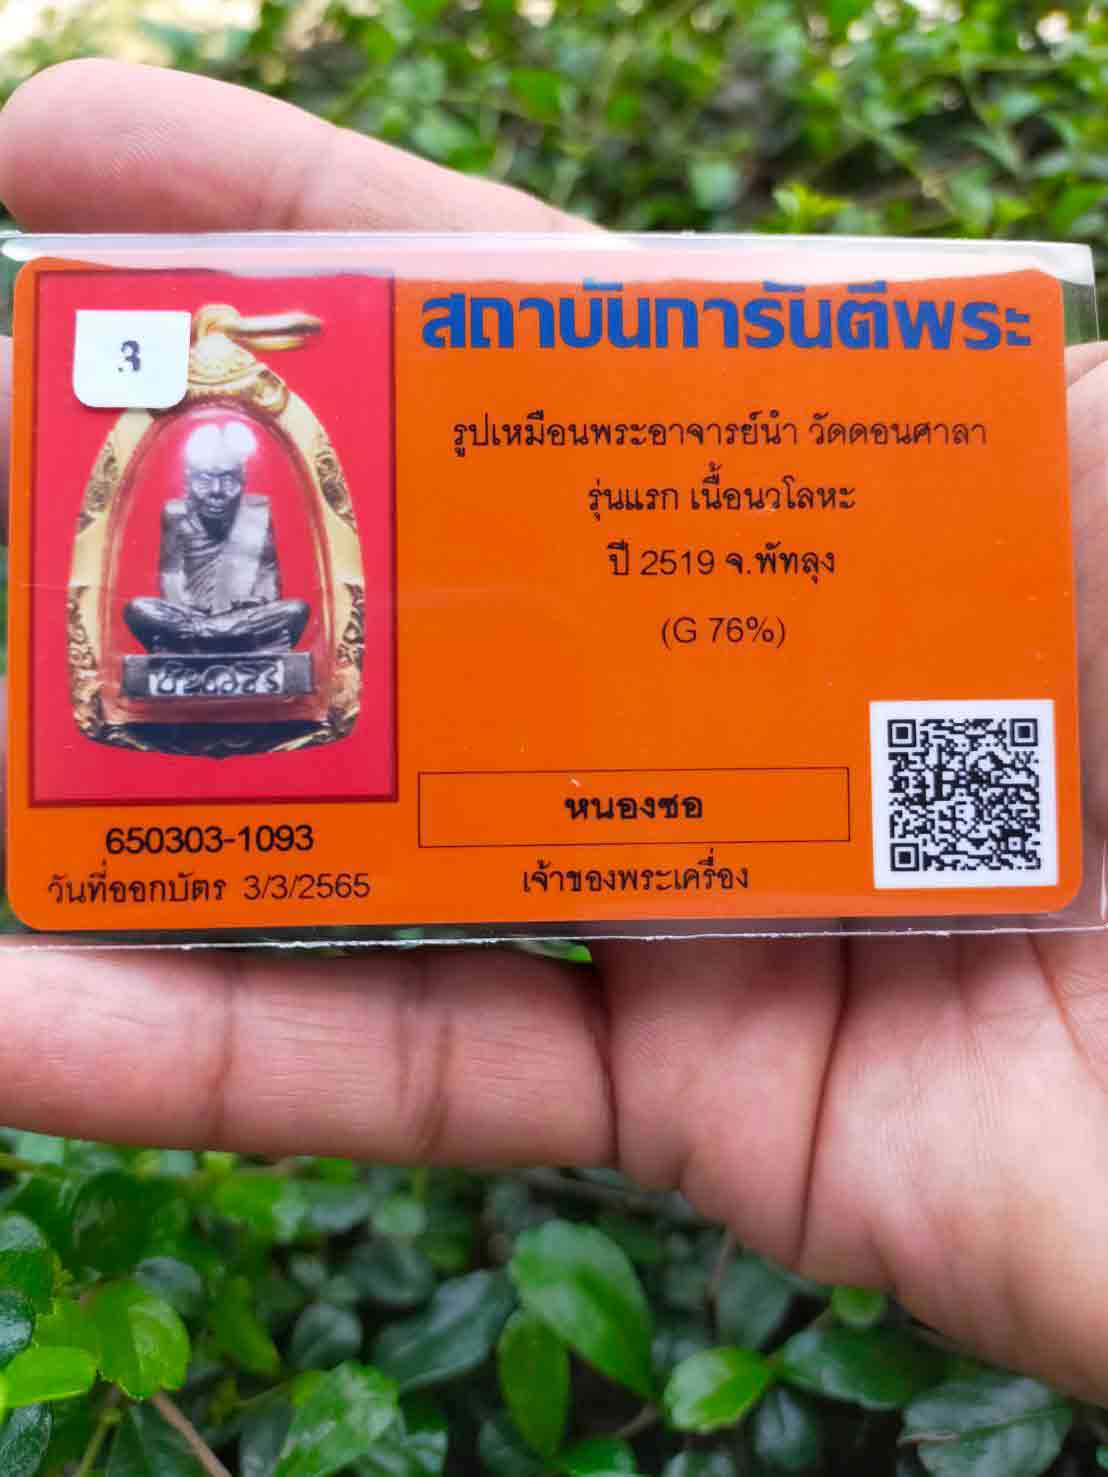 สถาบันการันตีพระ
รูปเหมือนพระอาจารย์นำ วัดดอนศาลา
รุ่นแรก เนื้อนวโลหะ
ปี 2519 จ.พัทลุง
(G 76%)
หนองซอ
เจ้าของพระเครื่อง
3
650303-1093
วันที่ออกบัตร 3/3/2565